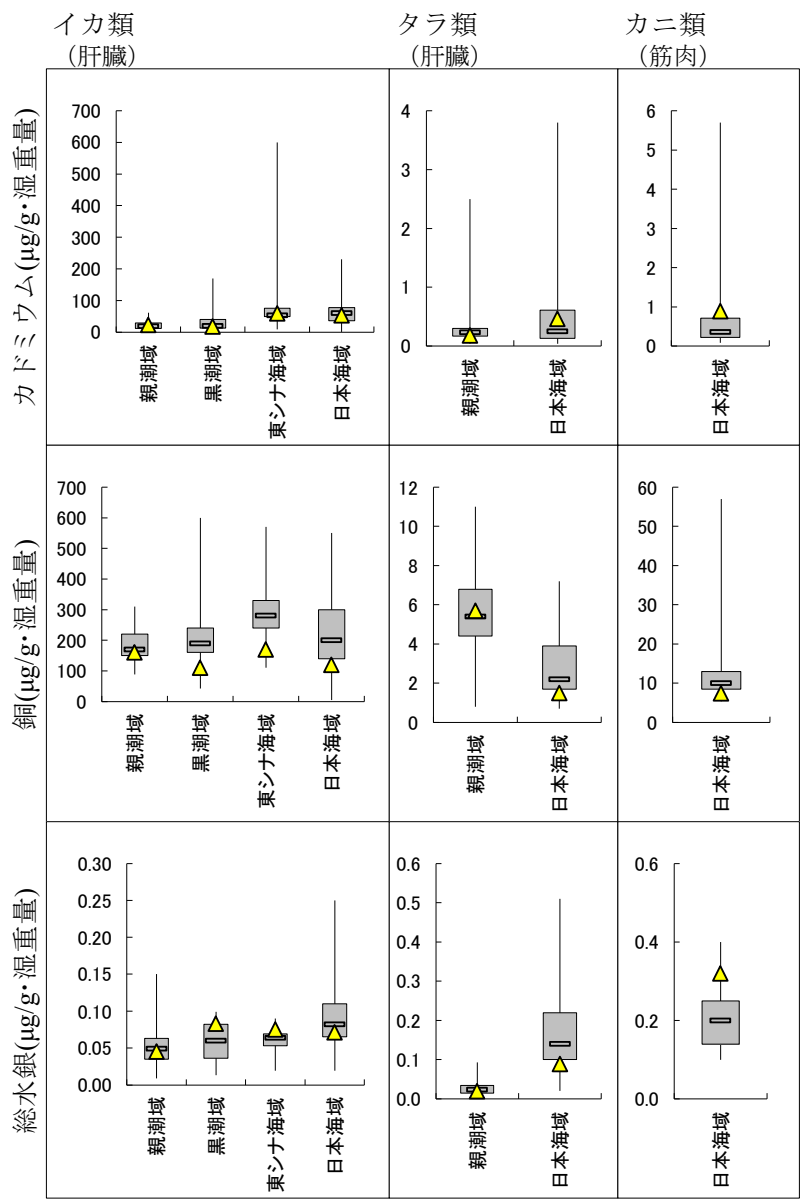 イカ類
（肝臓）
タラ類
（肝臓）
カニ類
（筋肉）
カドミウム(μg/g・湿重量)
700
600
500
400
300
200
100
0
親潮域
黒潮域
東シナ海域
日本海域
4
3
2
1
0
親潮域
日本海域
6
5
4
3
2
1
0
日本海域
銅(μg/g・湿重量)
700
600
500
400
300
200
100
0
親潮域
黒潮域
東シナ海域
日本海域
12
10
8
6
4
2
0
親潮域
日本海域
60
50
40
30
20
10
0
日本海域
総水銀(μg/g・湿重量)
0.30
0.25
0.20
0.15
0.10
0.05
0.00
親潮域
黒潮域
東シナ海域
日本海域
0.6
0.5
0.4
0.3
0.2
0.1
0.0
親潮域
日本海域
0.6
0.4
0.2
0.0
日本海域